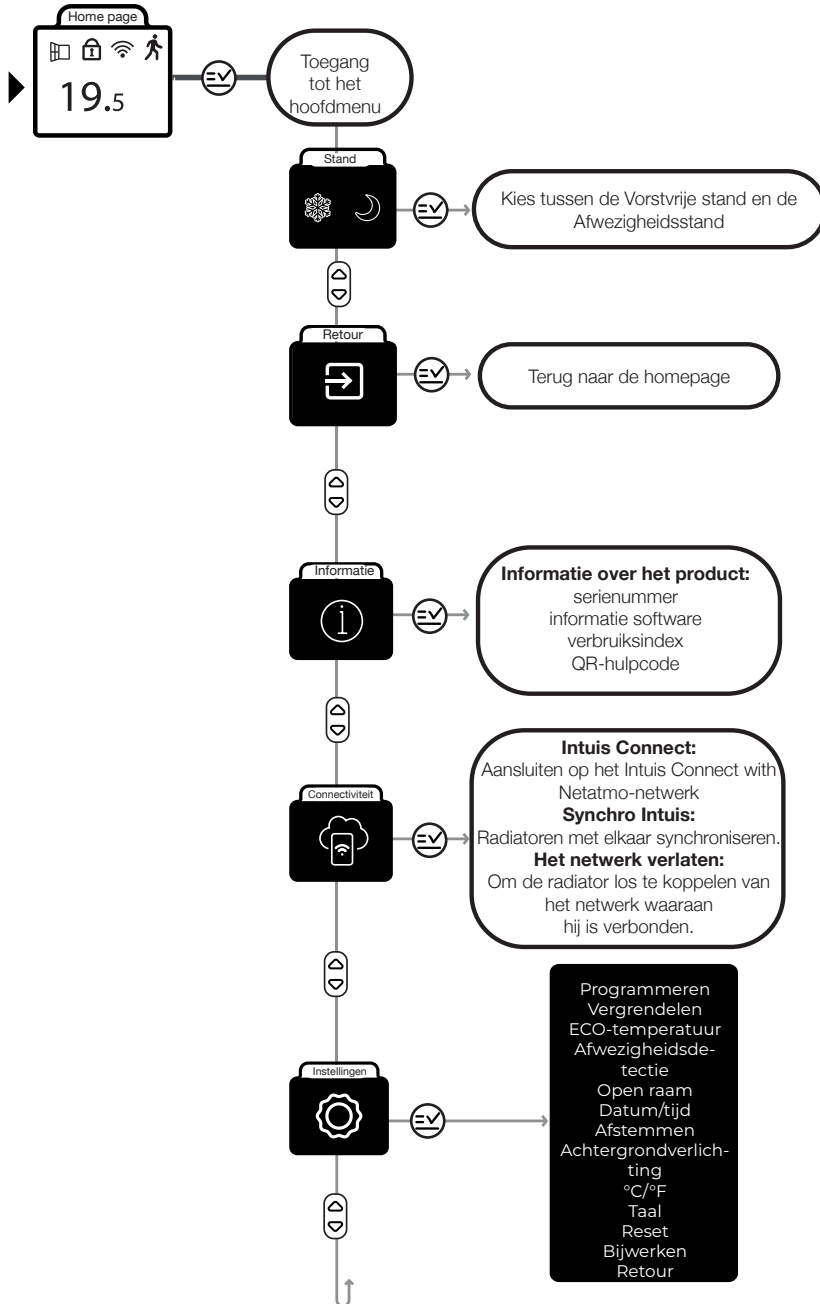 Home page
19.5
Toegang
tot het
hoofdmenu
Stand
Kies tussen de Vorstvrije stand en de
Afwezigheidsstand
Retour
Terug naar de homepage
Informatie
i
Informatie over het product:
serienummer
informatie software
verbruiksindex
QR-hulpcode
Connectiviteit
Intuis Connect:
Aansluiten op het Intuis Connect with
Netatmo-netwerk
Synchro Intuis:
Radiatoren met elkaar synchroniseren.
Het netwerk verlaten:
Om de radiator los te koppelen van
het netwerk waaraan
hij is verbonden.
Instellingen
Programmeren
Vergrendelen
ECO-temperatuur
Afwezigheidsde-
tectie
Open raam
Datum/tijd
Afstemmen
Achtergrondverlich-
ting
°C/°F
Taal
Reset
Bijwerken
Retour